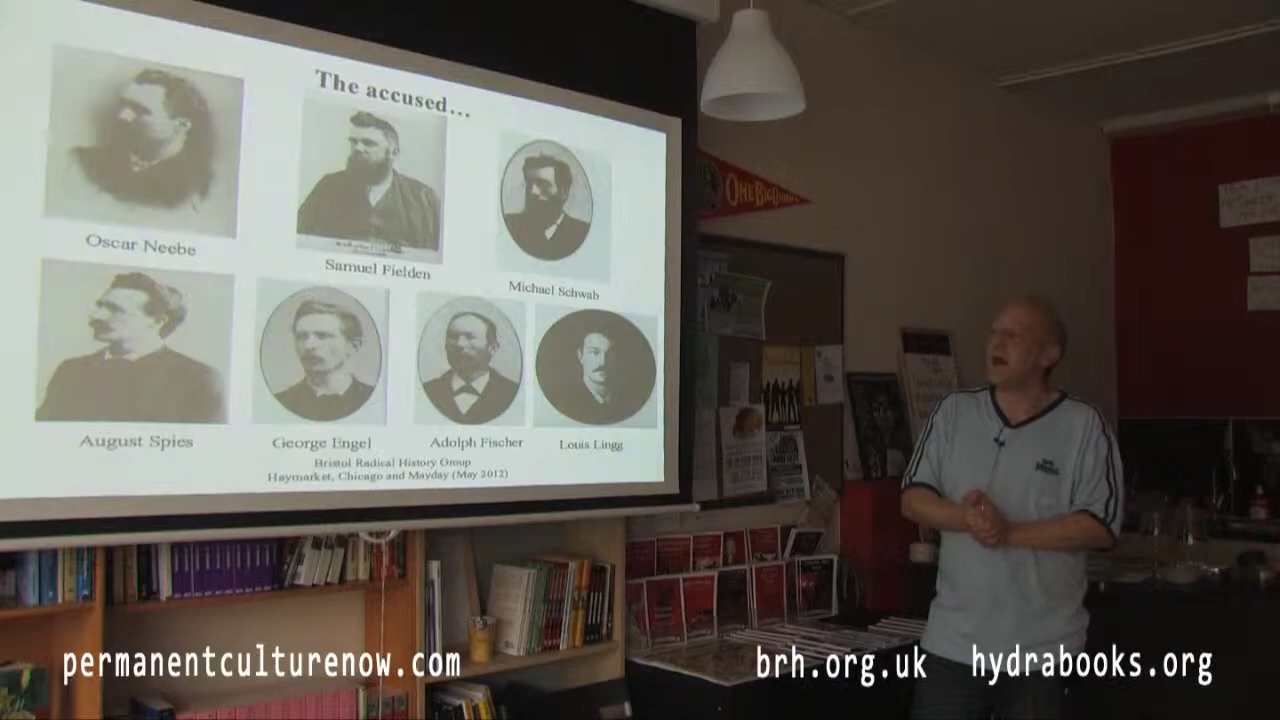 The accused...
Oscar Neebe
Samuel Fielden
Michael Schwab
August Spies
George Engel
Adolph Fischer
Louis Lingg
Bristol Radical History Group
Haymarket, Chicago and Mayday (May 2012)
ONE BIG UNION
permanentculturenow.com
brh.org.uk
hydrabooks.org